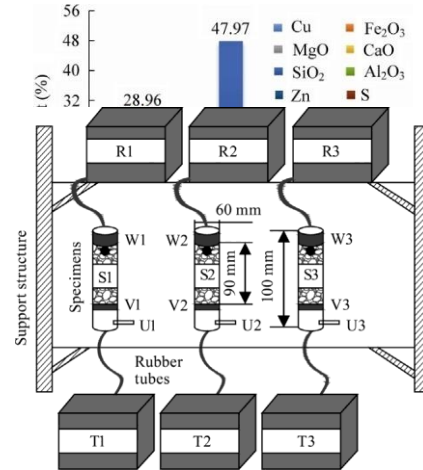 56
48
40
32
t (%)
47.97
28.96
Cu
Fe₂O₃
MgO
CaO
SiO₂
Al₂O₃
Zn
S
R1
R2
R3
60 mm
W1
W2
W3
Support structure
Specimens
S1
S2
S3
90 mm
100 mm
V1
V2
V3
U1
U2
U3
Rubber
tubes
T1
T2
T3